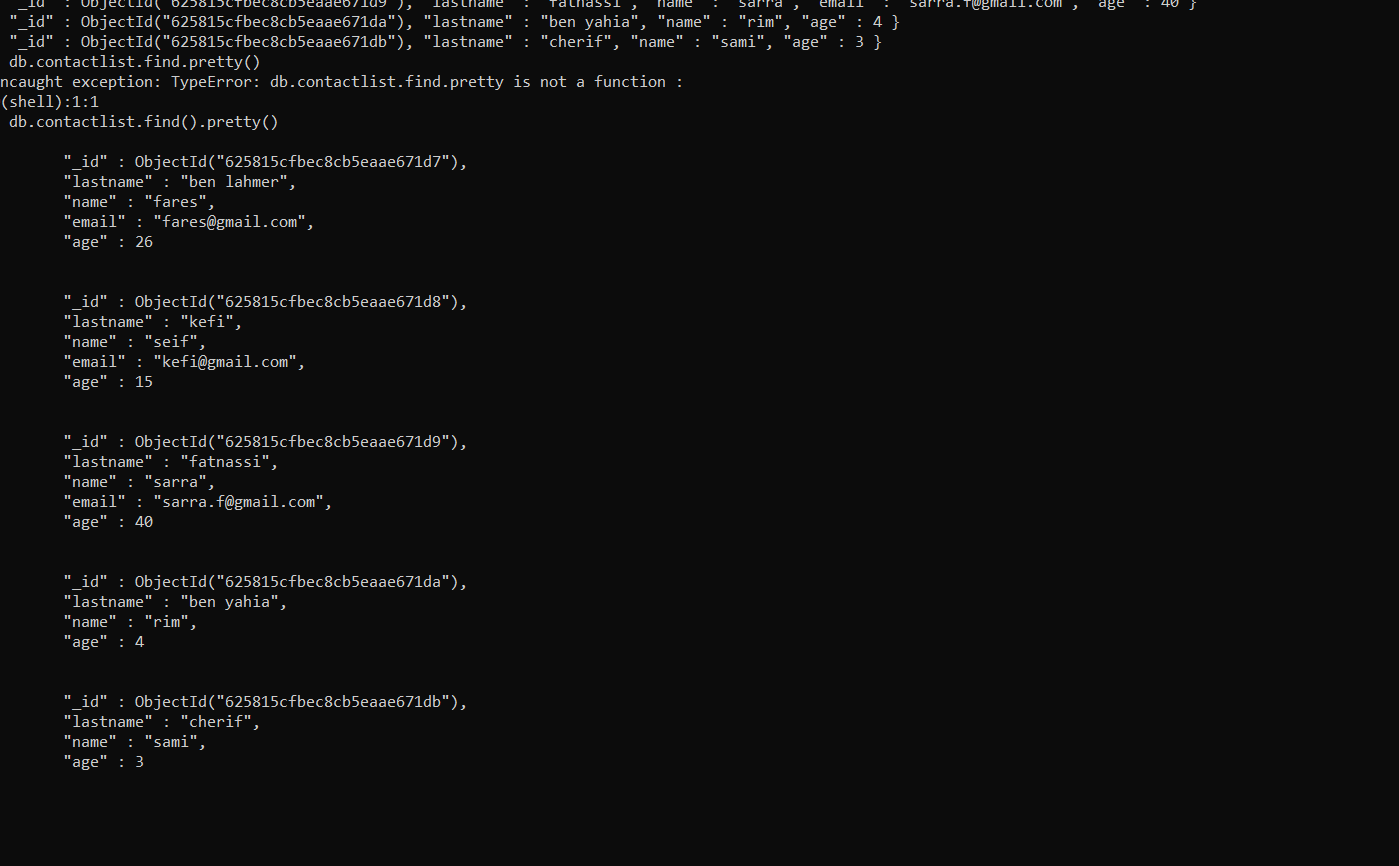 "_id" : ObjectId("625815cfbec8cb5eaae671d9"), "lastname" : "fatnassi", "name" : "sarra", "email" : "sarra.f@gmail.com", "age" : 40 }
"_id" : ObjectId("625815cfbec8cb5eaae671da"), "lastname" : "ben yahia", "name" : "rim", "age" : 4 }
"_id" : ObjectId("625815cfbec8cb5eaae671db"), "lastname" : "cherif", "name" : "sami", "age" : 3 }
db.contactlist.find.pretty()
ncaught exception: TypeError: db.contactlist.find.pretty is not a function :
(shell):1:1
db.contactlist.find().pretty()
"_id" : ObjectId("625815cfbec8cb5eaae671d7"),
"lastname" : "ben lahmer",
"name" : "fares",
"email" : "fares@gmail.com",
"age" : 26
"_id" : ObjectId("625815cfbec8cb5eaae671d8"),
"lastname" : "kefi",
"name" : "seif",
"email" : "kefi@gmail.com",
"age" : 15
"_id" : ObjectId("625815cfbec8cb5eaae671d9"),
"lastname" : "fatnassi",
"name" : "sarra",
"email" : "sarra.f@gmail.com",
"age" : 40
"_id" : ObjectId("625815cfbec8cb5eaae671da"),
"lastname" : "ben yahia",
"name" : "rim",
"age" : 4
"_id" : ObjectId("625815cfbec8cb5eaae671db"),
"lastname" : "cherif",
"name" : "sami",
"age" : 3